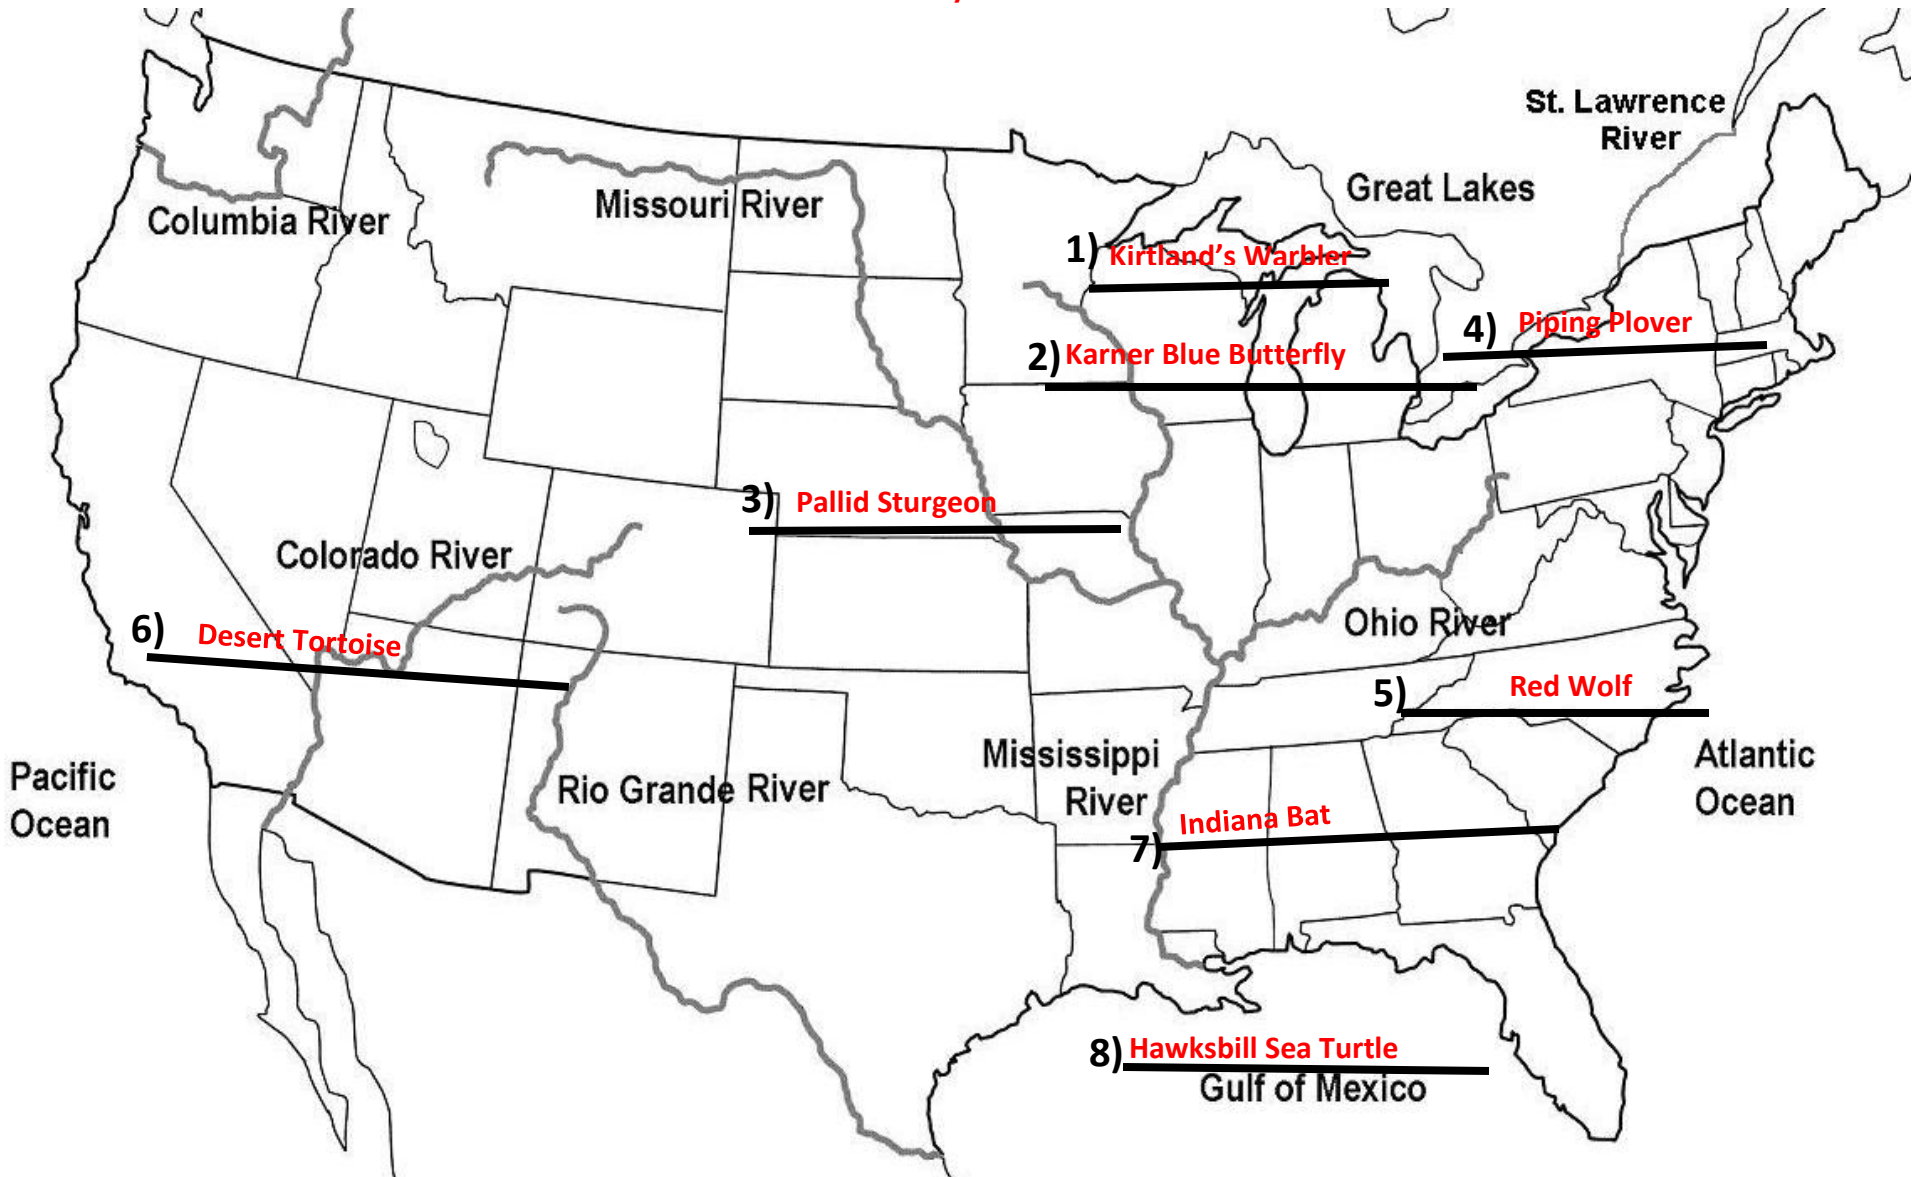 St. Lawrence
River
Great Lakes
Missouri River
Columbia River
1) Kirtland's Warbler
4) Piping Plover
2) Karner Blue Butterfly
3) Pallid Sturgeon
Colorado River
Ohio River
6) Desert Tortoise
5) Red Wolf
Mississippi
River
Atlantic
Ocean
Pacific
Ocean
Rio Grande River
7) Indiana Bat
8) Hawksbill Sea Turtle
Gulf of Mexico